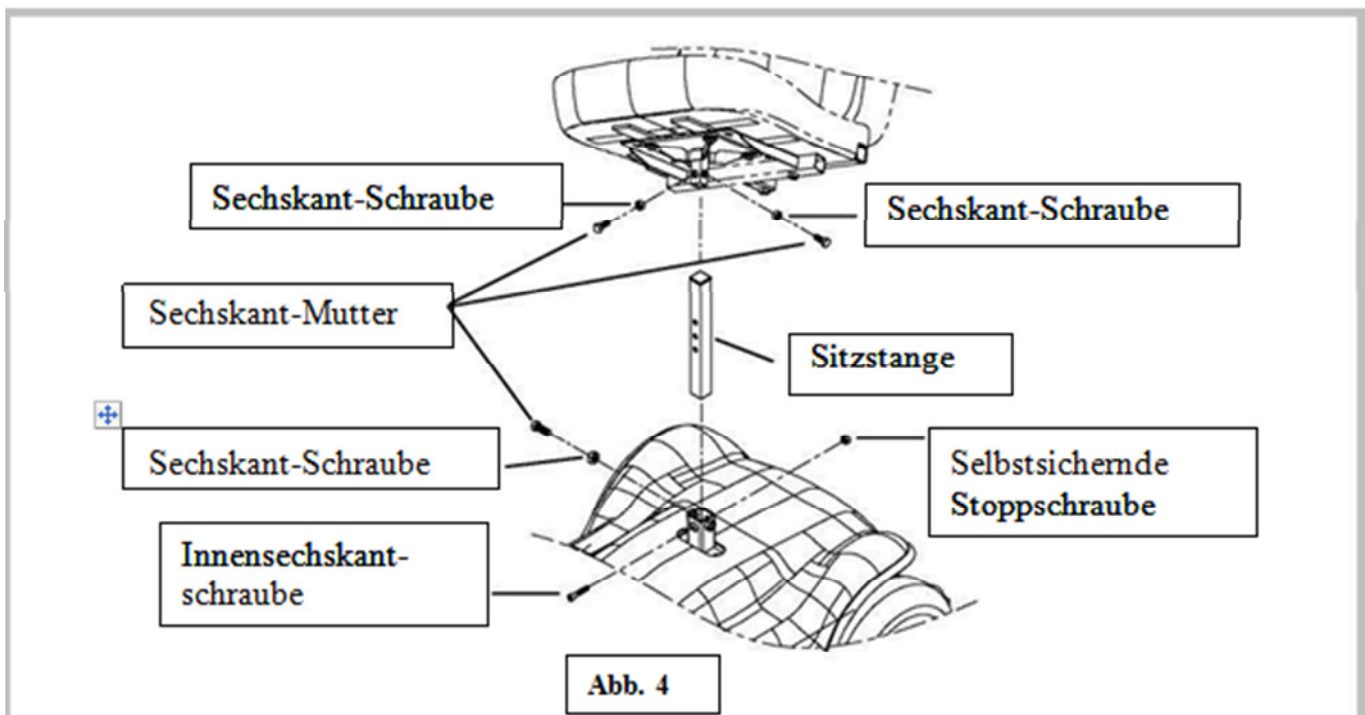 Sechskant-Schraube
Sechskant-Schraube
Sechskant-Mutter
Sitzstange
Sechskant-Schraube
Selbstsichernde
Stoppschraube
Innensechskant-
schraube
Abb. 4